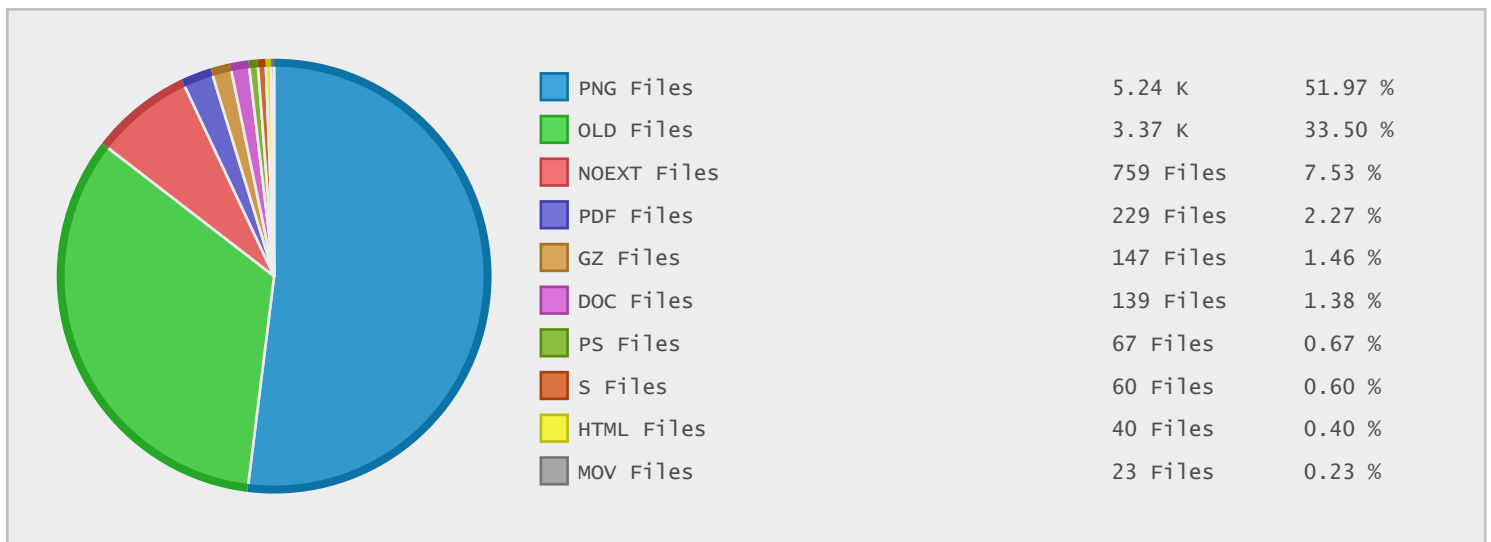 PNG Files 5.24 K 51.97 %
OLD Files 3.37 K 33.50 %
NOEXT Files 759 Files 7.53 %
PDF Files 229 Files 2.27 %
GZ Files 147 Files 1.46 %
DOC Files 139 Files 1.38 %
PS Files 67 Files 0.67 %
S Files 60 Files 0.60 %
HTML Files 40 Files 0.40 %
MOV Files 23 Files 0.23 %